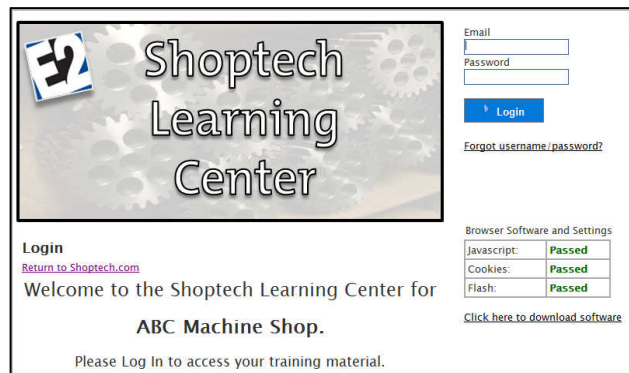 E2
Shoptech
Learning
Center
Login
Return to Shoptech.com
Welcome to the Shoptech Learning Center for
ABC Machine Shop.
Please Log In to access your training material.
Email
Password
Login
Forgot username/password?
Browser Software and Settings
Javascript: Passed
Cookies: Passed
Flash: Passed
Click here to download software